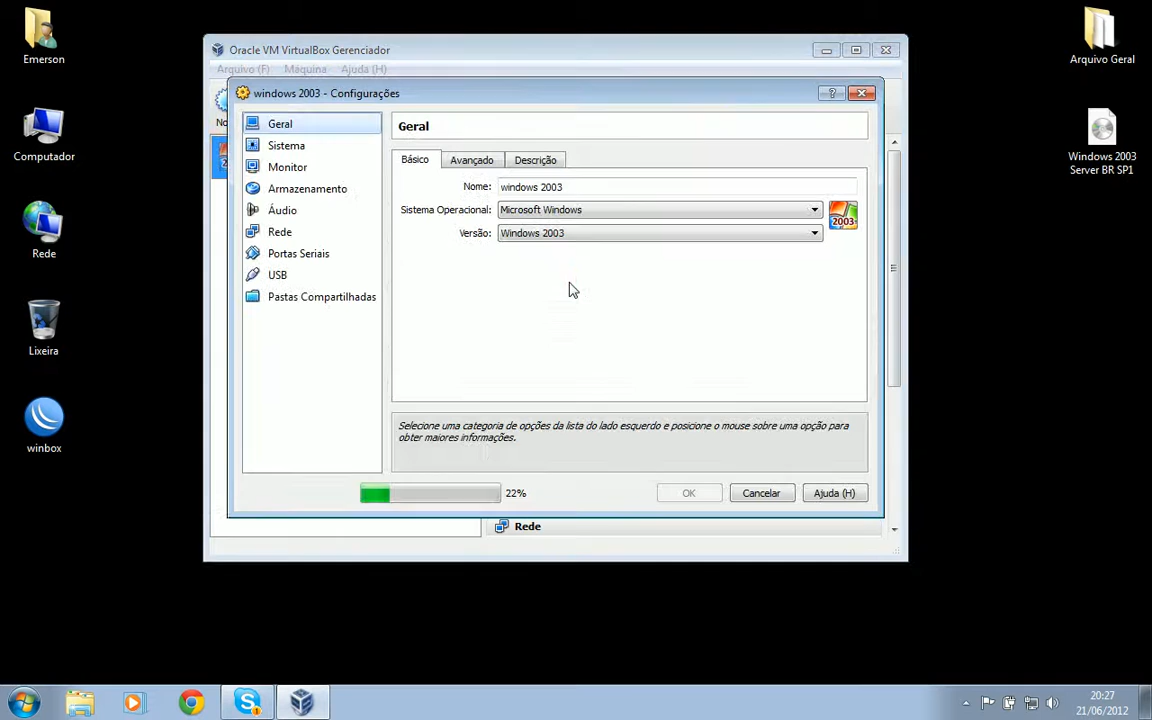 Emerson
Computador
Rede
Lixeira
winbox
Arquivo Geral
Windows 2003
Server BR SP1
Oracle VM VirtualBox Gerenciador
Arquivo (F) Máquina Ajuda (H)
No
windows 2003 - Configurações
?
Geral
Sistema
Monitor
Armazenamento
Áudio
Rede
Portas Seriais
USB
Pastas Compartilhadas
Geral
Básico Avançado Descrição
Nome: windows 2003
Sistema Operacional: Microsoft Windows
2003
Versão: Windows 2003
Selecione uma categoria de opções da lista do lado esquerdo e posicione o mouse sobre uma opção para
obter maiores informações.
22%
OK Cancelar Ajuda (H)
Rede
20:27
21/06/2012